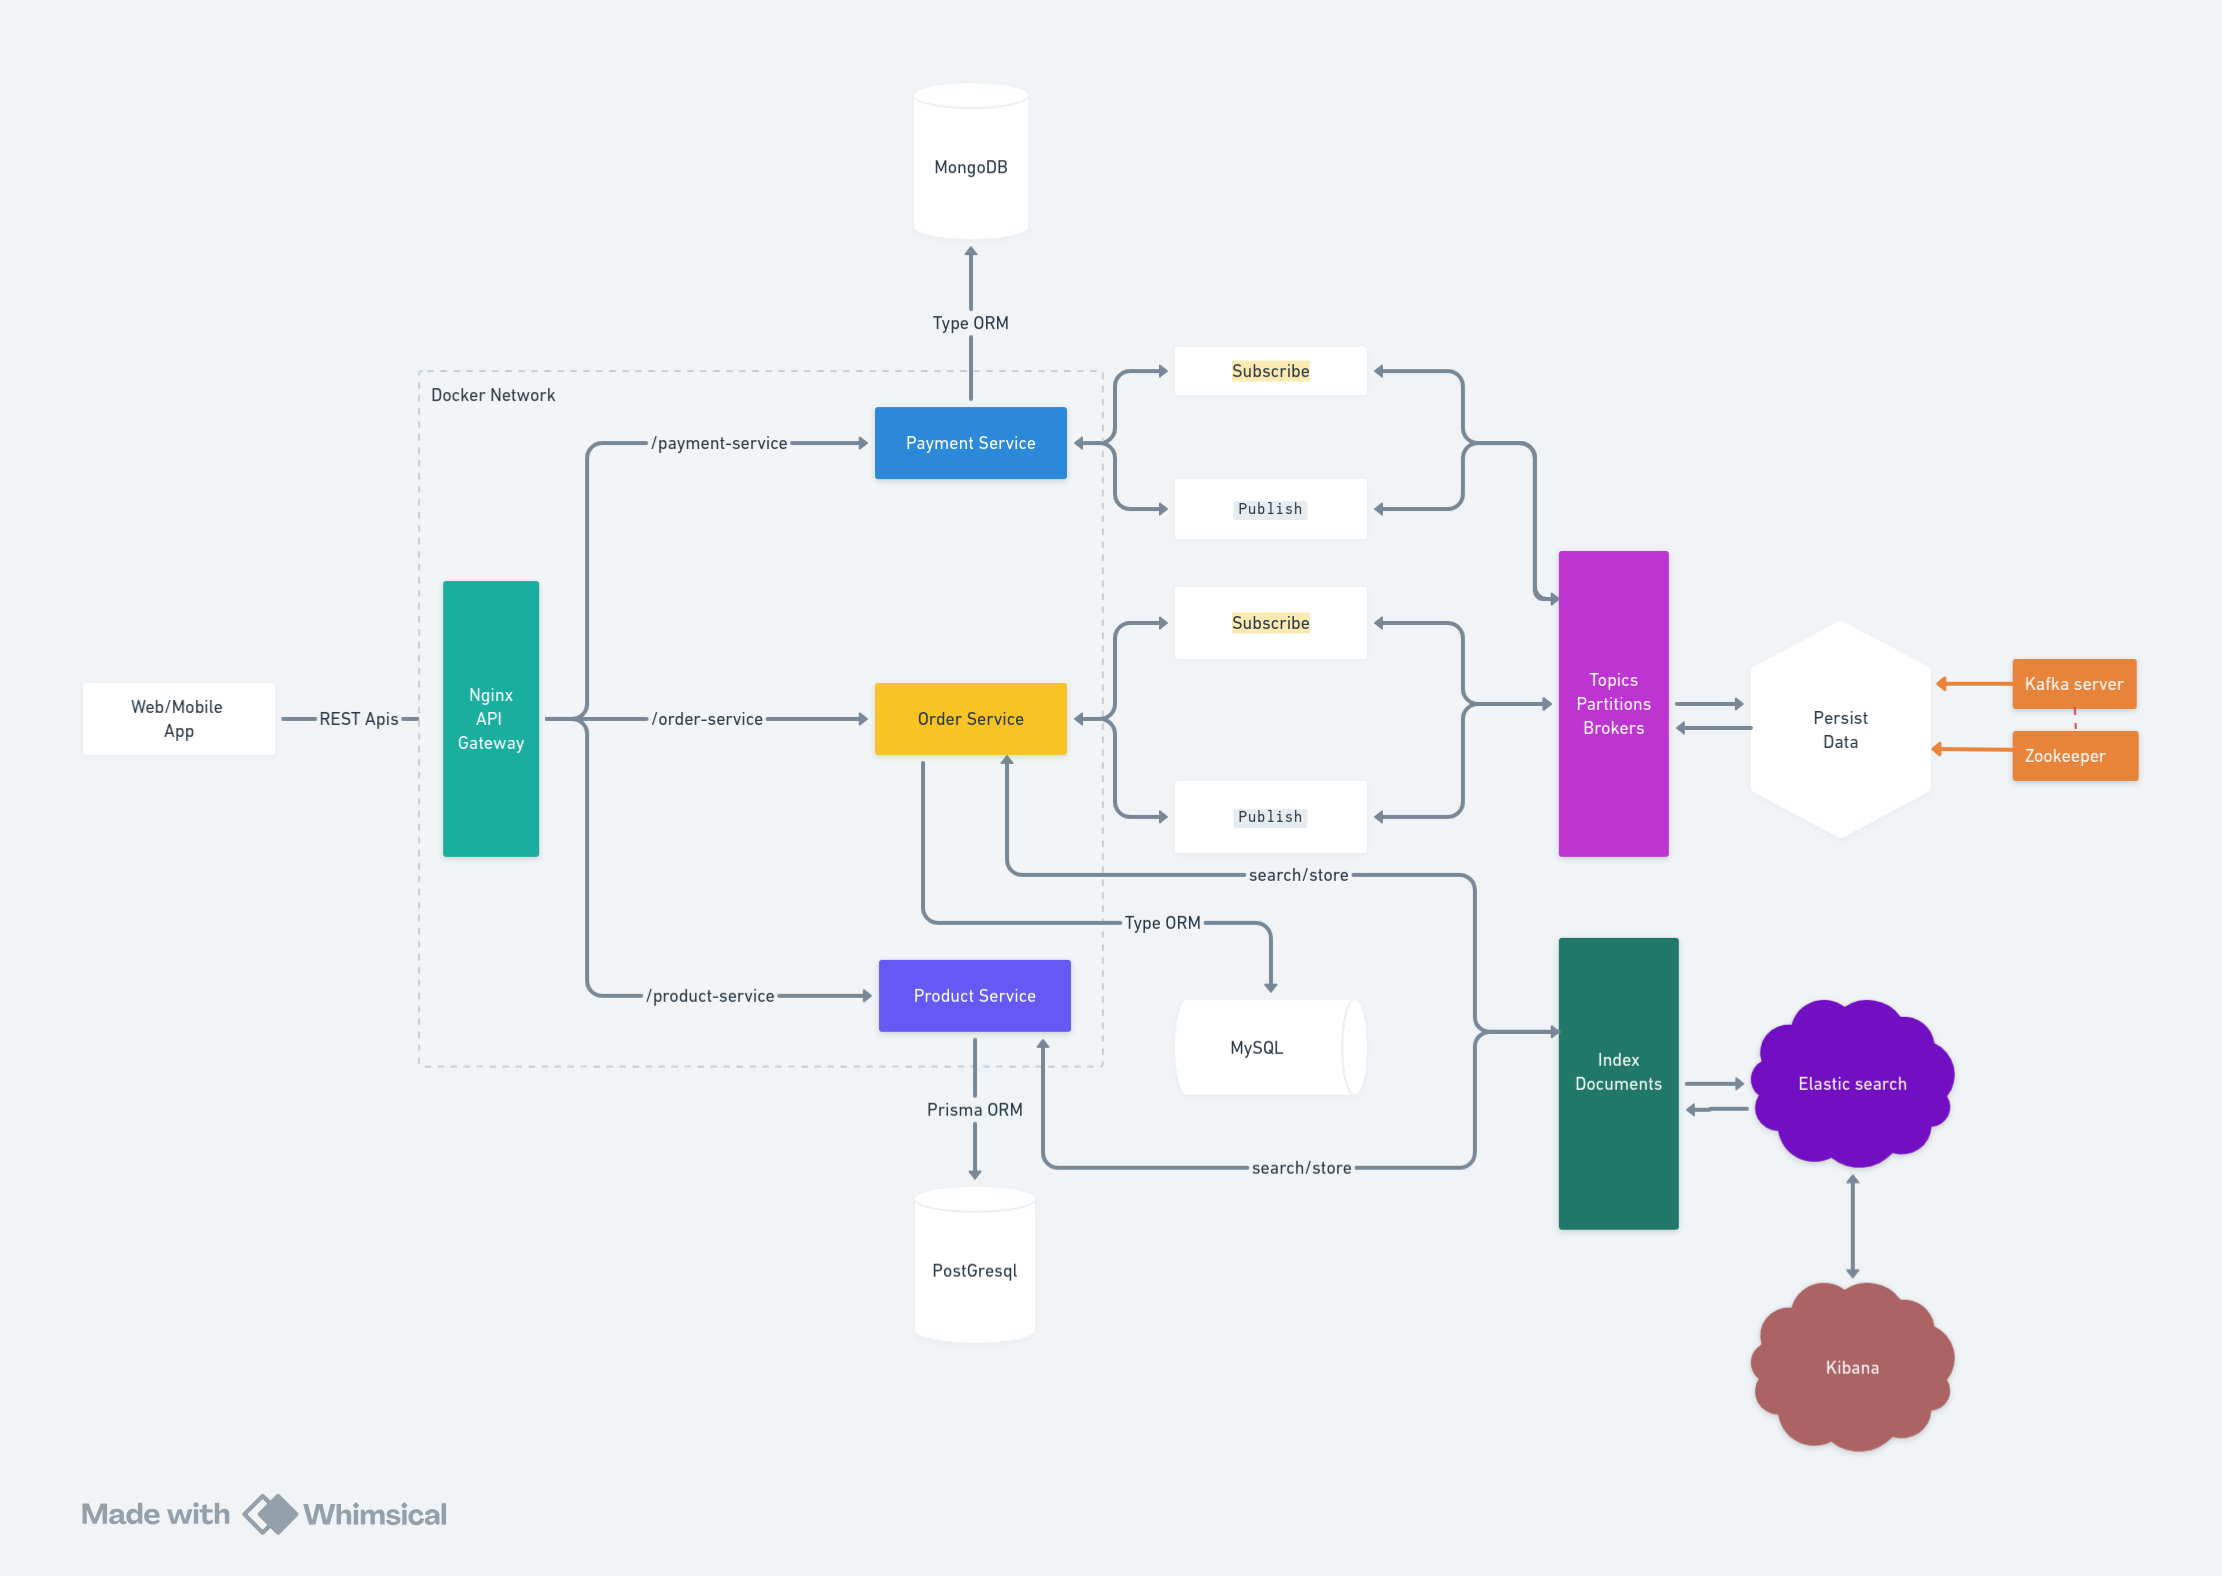 MongoDB
Type ORM
Docker Network
Subscribe
/payment-service
Payment Service
Publish
Subscribe
Web/Mobile
App
REST Apis
Nginx
API
Gateway
/order-service
Order Service
Topics
Partitions
Brokers
Persist
Data
Kafka server
Zookeeper
Publish
search/store
Type ORM
/product-service
Product Service
MySQL
Index
Documents
Elastic search
Prisma ORM
search/store
PostGresql
Kibana
Made with Whimsical